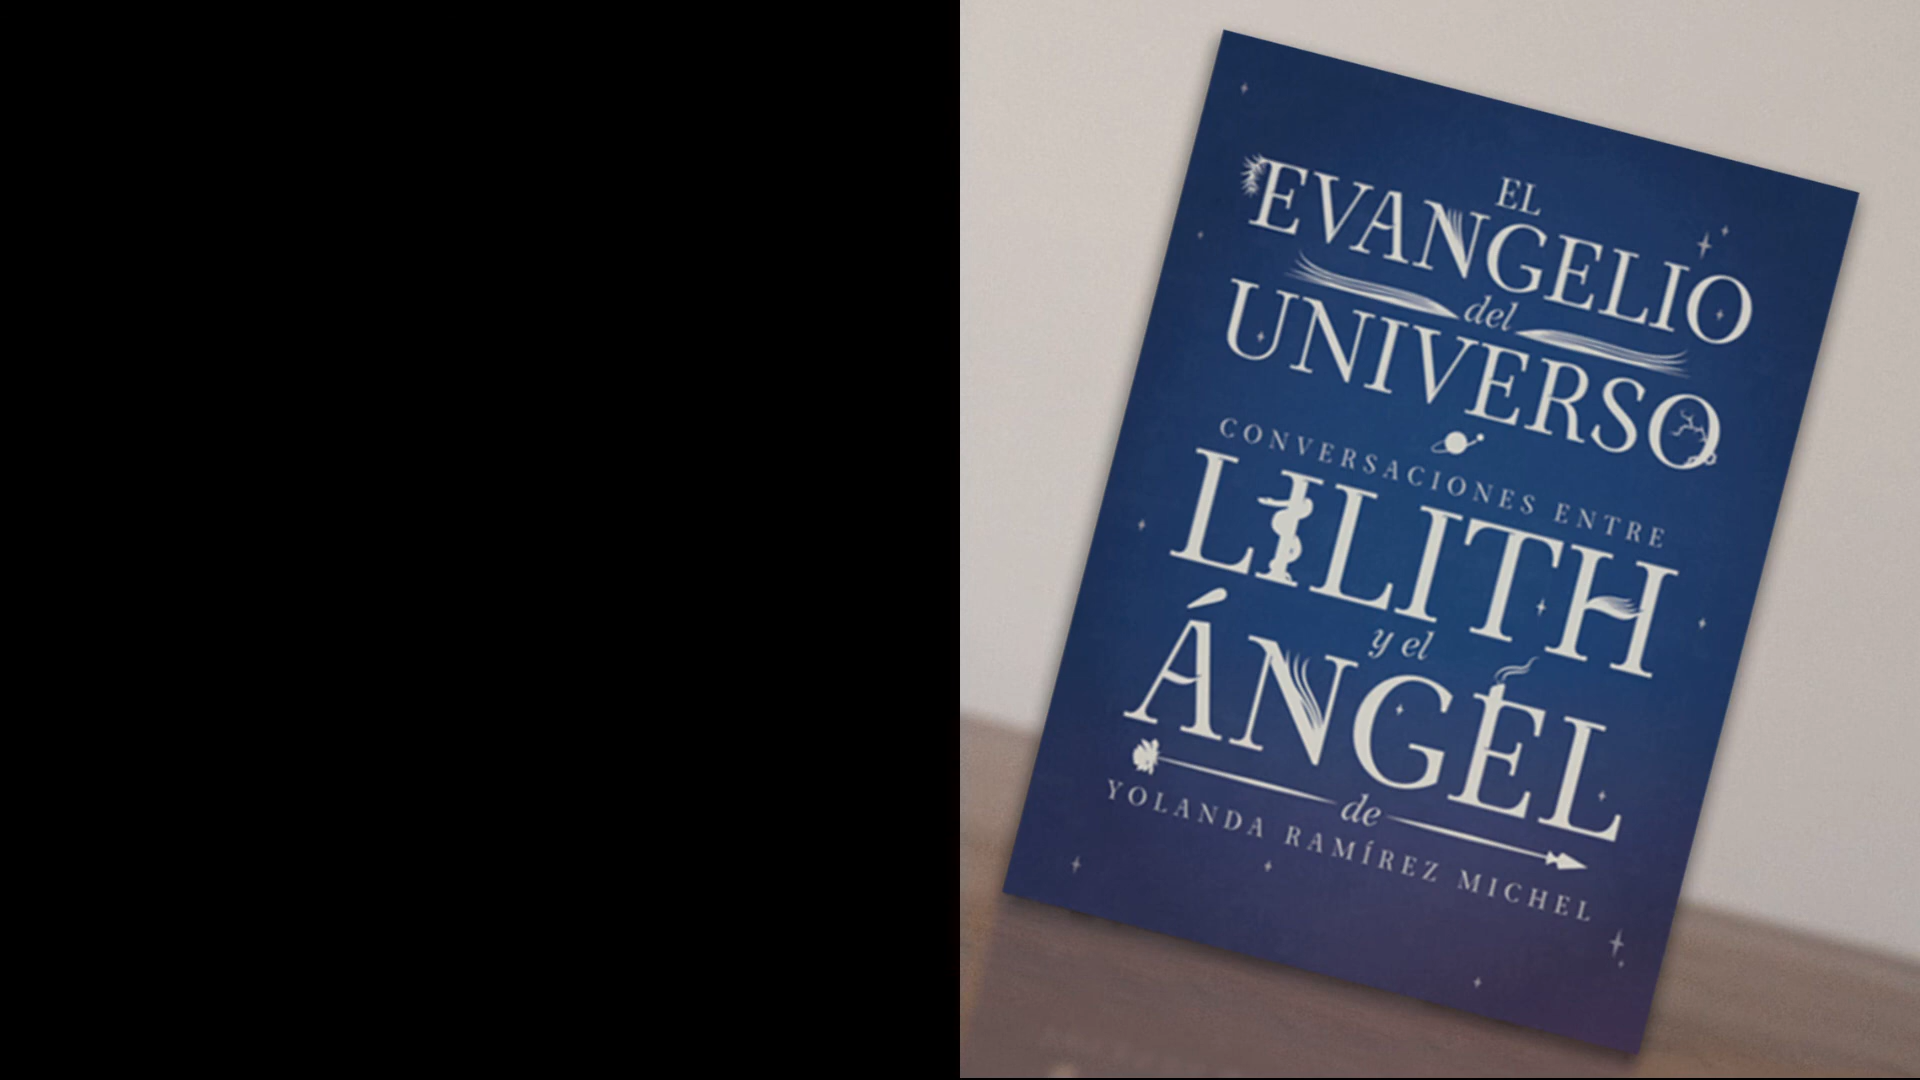 EL
EVANGELIO
del
UNIVERSO
CONVERSACIONES ENTRE
LILITH
y el
ÁNGEL
de
YOLANDA RAMÍREZ MICHEL